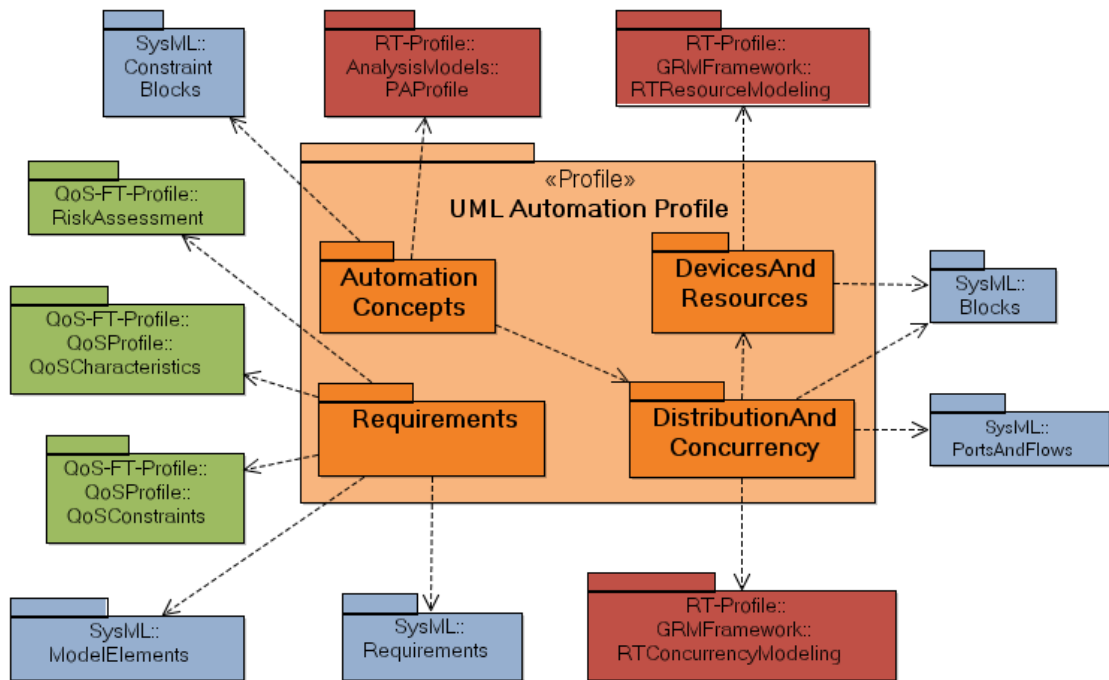 SysML::
Constraint
Blocks
RT-Profile::
AnalysisModels::
PAProfile
RT-Profile::
GRMFramework::
RTResourceModeling
QoS-FT-Profile::
RiskAssessment
«Profile»
UML Automation Profile
Automation
Concepts
DevicesAnd
Resources
SysML::
Blocks
QoS-FT-Profile::
QoSProfile::
QoSCharacteristics
Requirements
DistributionAnd
Concurrency
SysML::
PortsAndFlows
QoS-FT-Profile::
QoSProfile::
QoSConstraints
SysML::
ModelElements
SysML::
Requirements
RT-Profile::
GRMFramework::
RTConcurrencyModeling